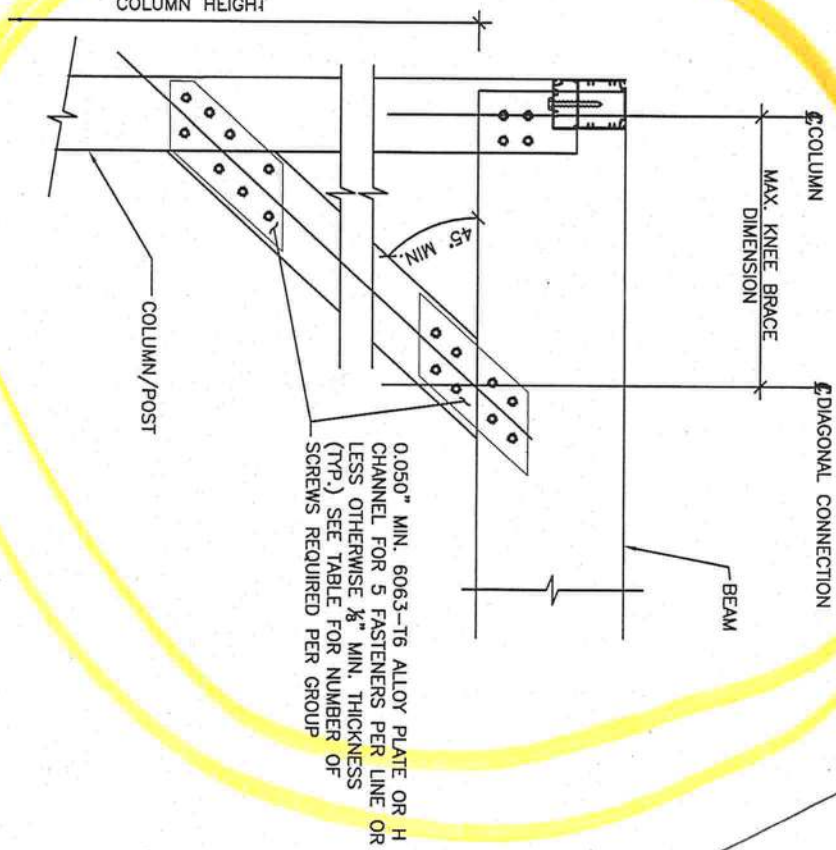 COLUMN HEIGHT
℄ COLUMN
MAX. KNEE BRACE
DIMENSION
℄ DIAGONAL CONNECTION
45° MIN.
BEAM
COLUMN/POST
0.050" MIN. 6063-T6 ALLOY PLATE OR H
CHANNEL FOR 5 FASTENERS PER LINE OR
LESS OTHERWISE ⅛" MIN. THICKNESS
(TYP.) SEE TABLE FOR NUMBER OF
SCREWS REQUIRED PER GROUP